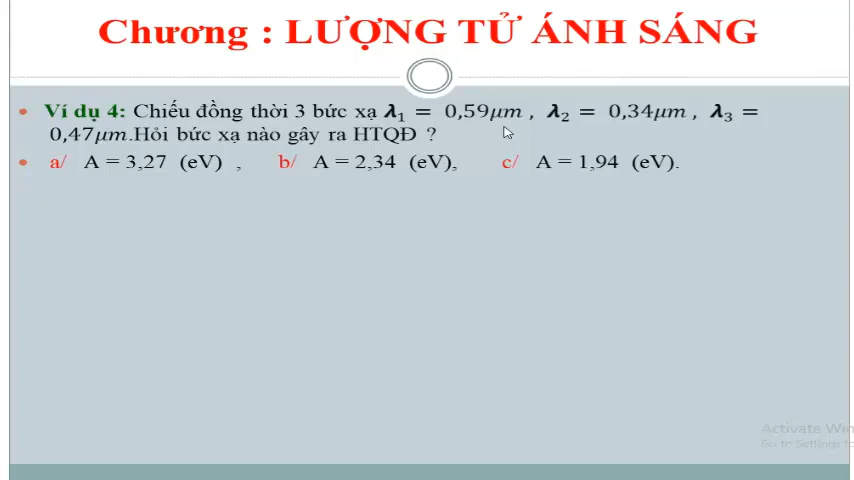 Chương : LƯỢNG TỬ ÁNH SÁNG
• Ví dụ 4: Chiếu đồng thời 3 bức xạ λ₁ = 0,59μm , λ₂ = 0,34μm , λ₃ =
0,47μm.Hỏi bức xạ nào gây ra HTQĐ ?
• a/ A = 3,27 (eV) , b/ A = 2,34 (eV), c/ A = 1,94 (eV).
Activate Win
Go to Settings to